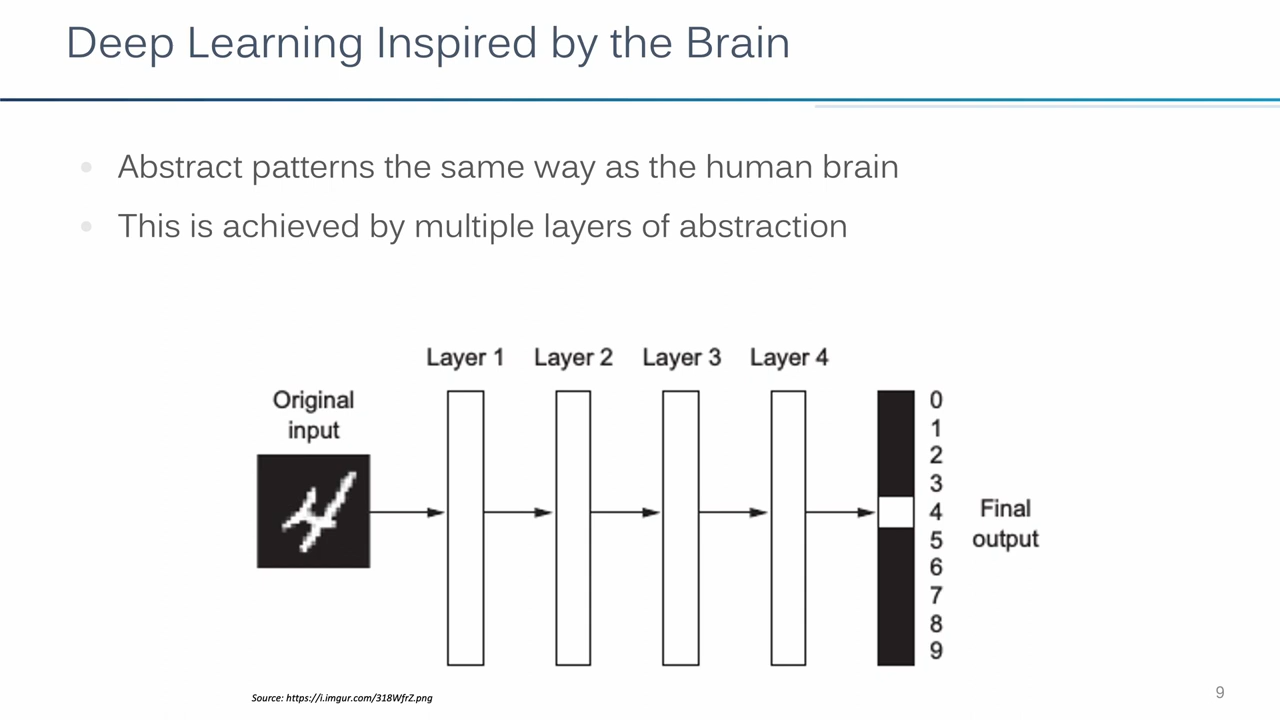 Deep Learning Inspired by the Brain
Abstract patterns the same way as the human brain
This is achieved by multiple layers of abstraction
Layer 1 Layer 2 Layer 3 Layer 4
Original
input
0
1
2
3
4
5
6
7
8
9
Final
output
Source: https://i.imgur.com/318WfrZ.png
9